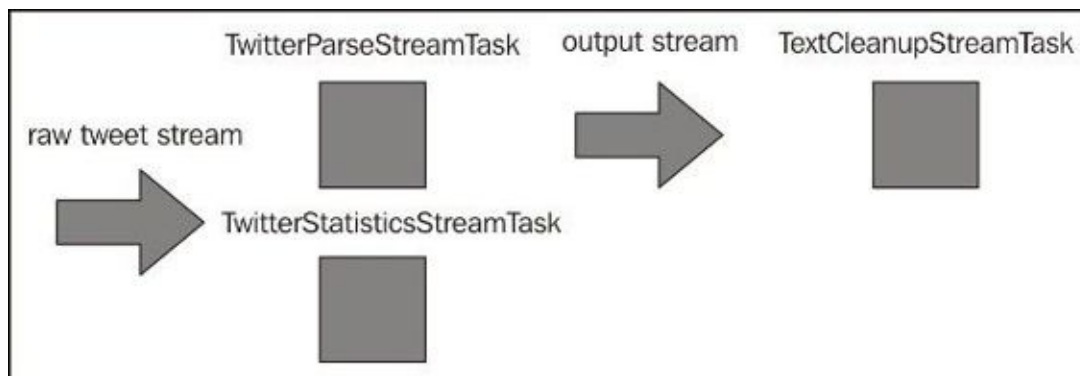 TwitterParseStreamTask
output stream
TextCleanupStreamTask
raw tweet stream
TwitterStatisticsStreamTask